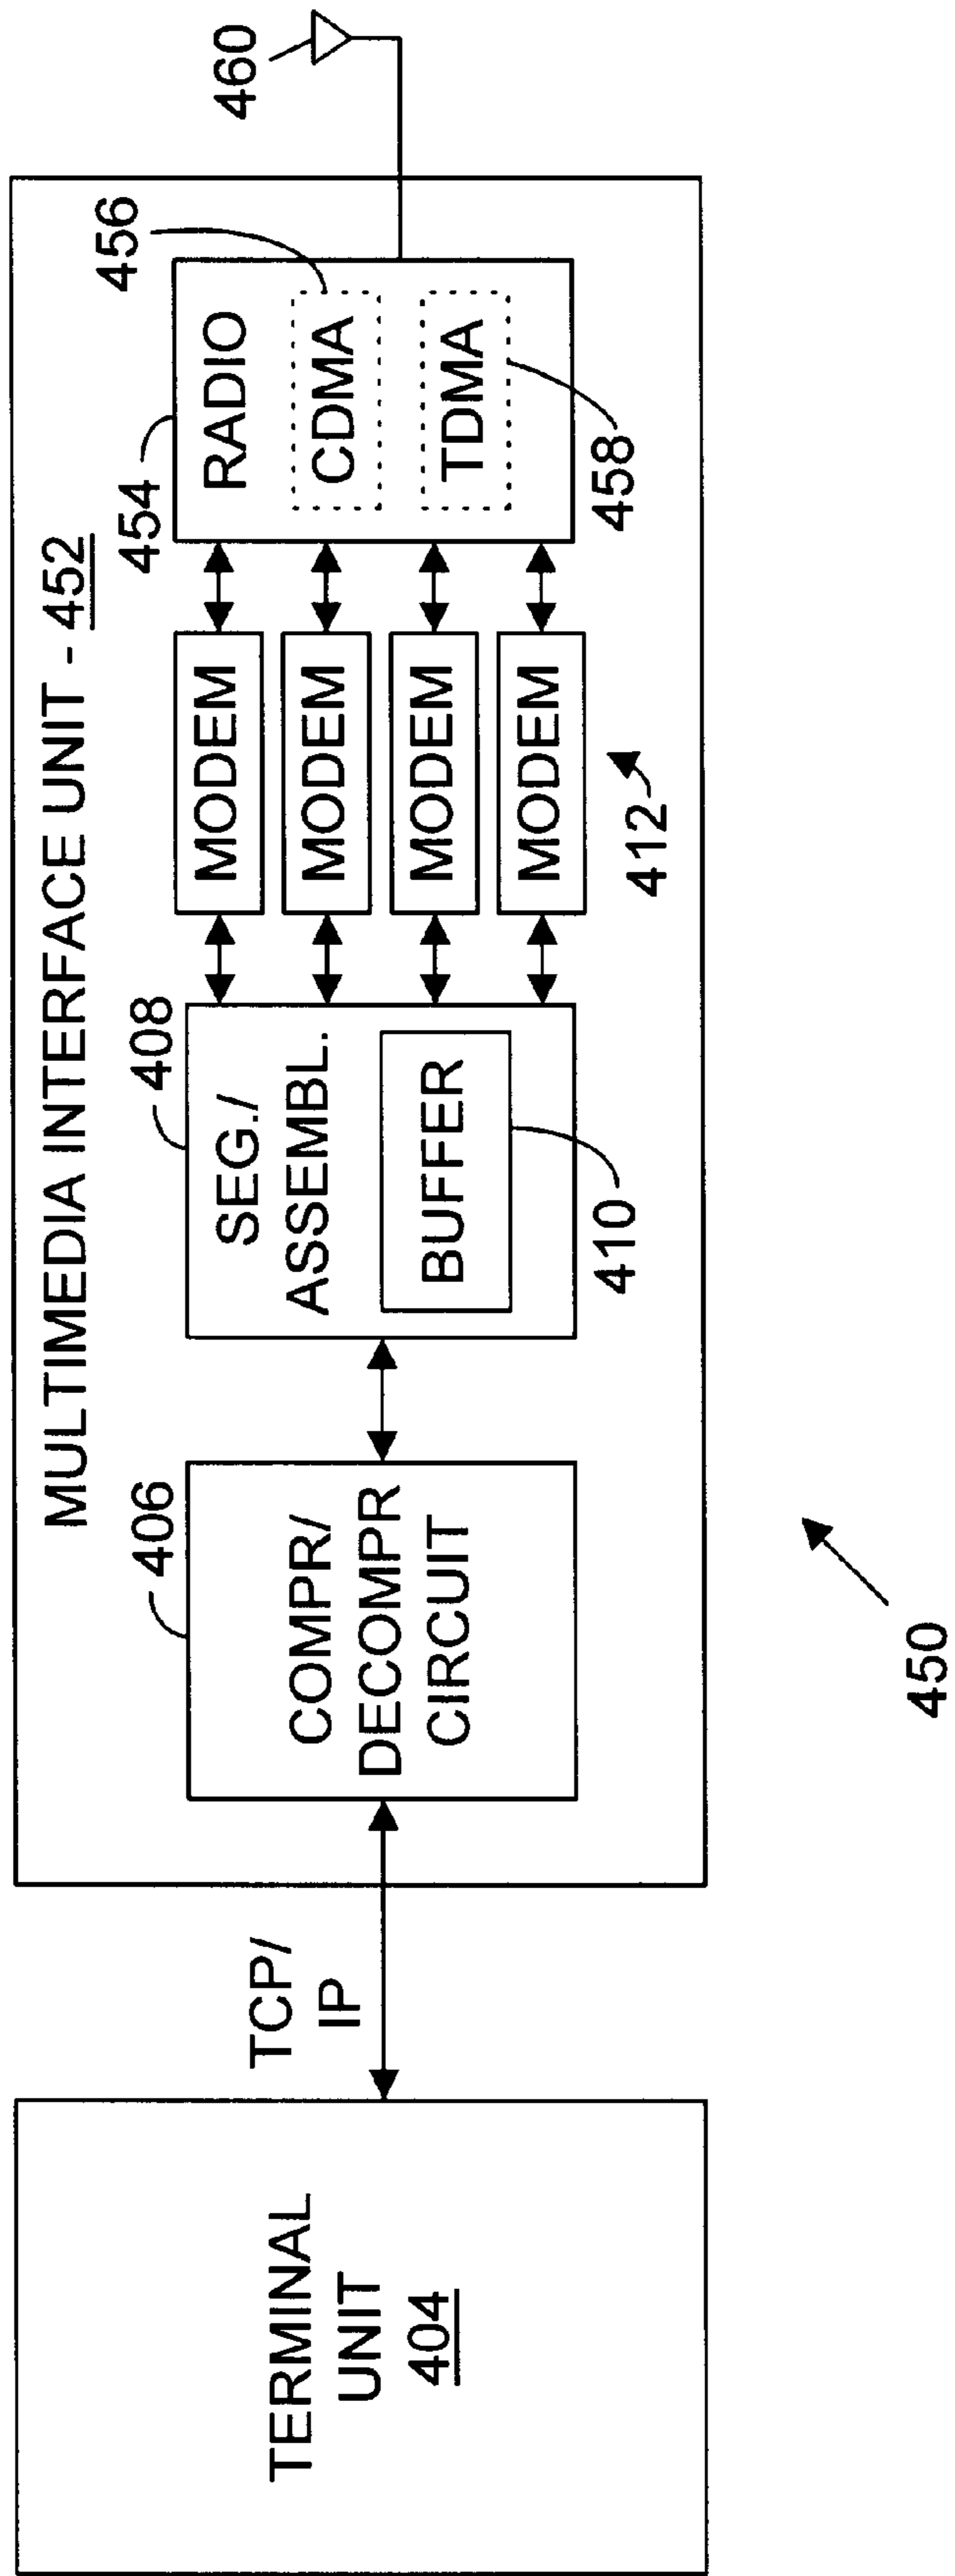 TERMINAL
UNIT
404
TCP/
IP
MULTIMEDIA INTERFACE UNIT - 452
406
COMPR/
DECOMPR
CIRCUIT
408
SEG./
ASSEMBL.
BUFFER
410
MODEM
MODEM
MODEM
MODEM
412
454
RADIO
456
CDMA
TDMA
458
460
450